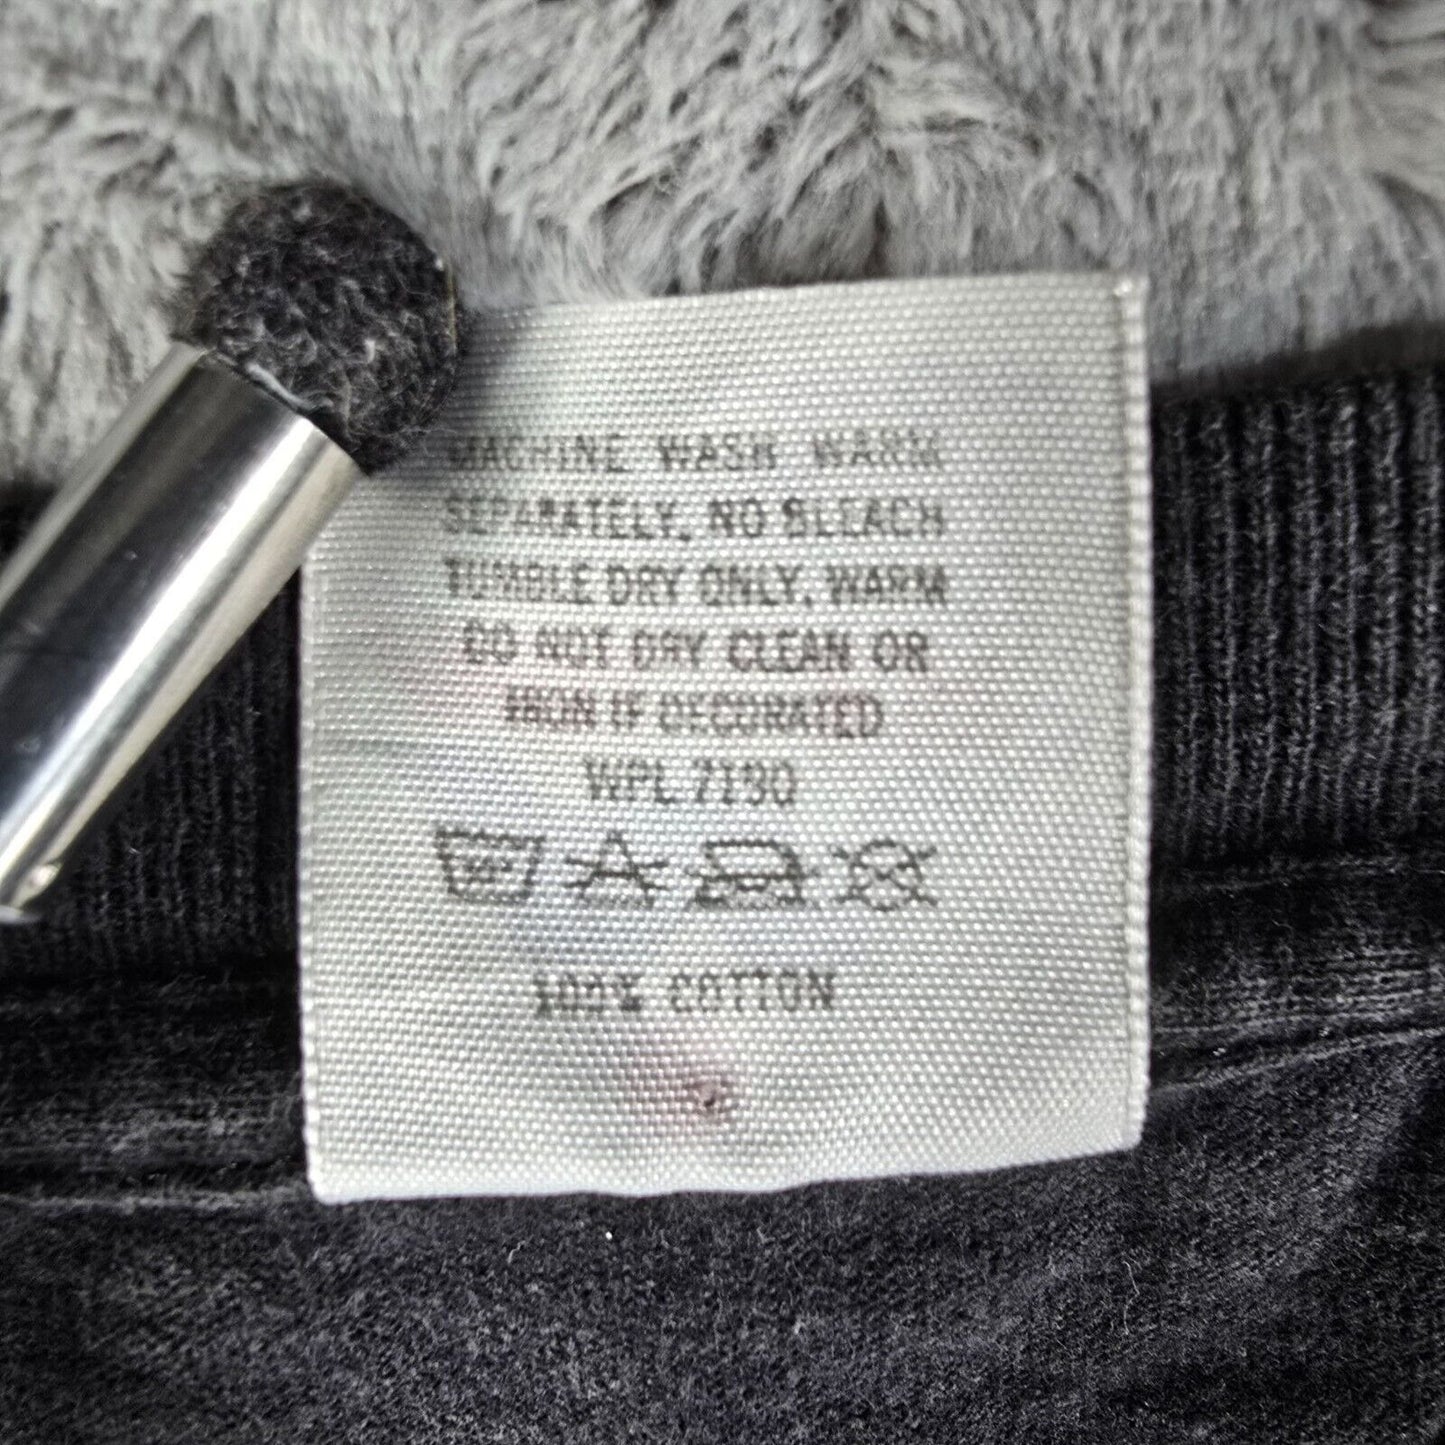 MACHINE WASH WARM
SEPARATELY, NO BLEACH
TUMBLE DRY ONLY, WARM
DO NOT DRY CLEAN OR
IRON IF DECORATED
WPL 7190
100% COTTON